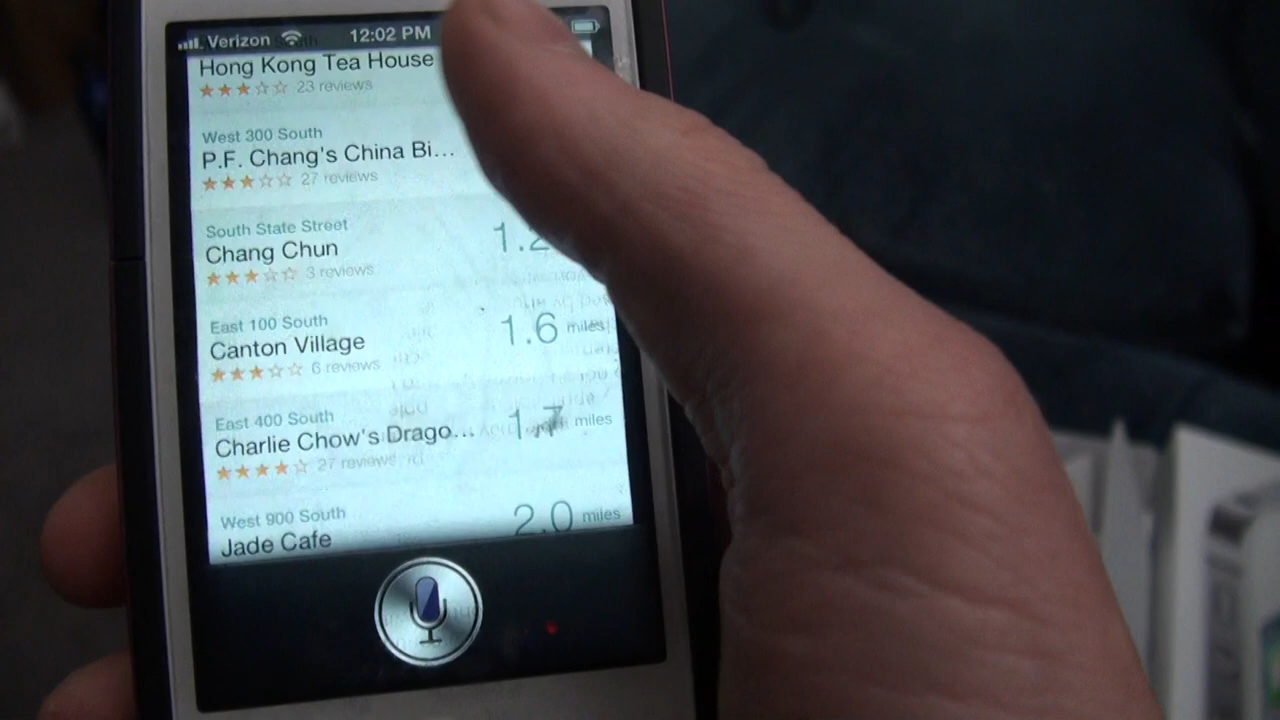 Verizon 12:02 PM
Hong Kong Tea House
23 reviews
West 300 South
P.F. Chang's China Bi...
27 reviews
South State Street
Chang Chun
1.2
3 reviews
East 100 South
Canton Village
1.6 miles
6 reviews
East 400 South
Charlie Chow's Drago...
1.7 miles
27 reviews
West 900 South
Jade Cafe
2.0 miles